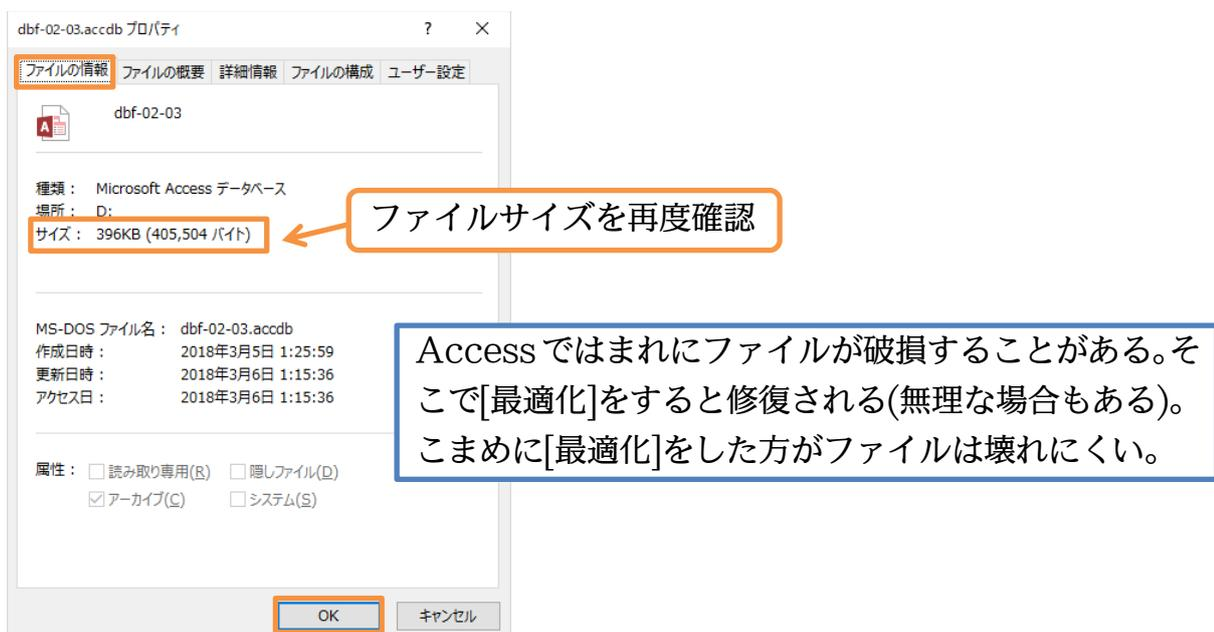 dbf-02-03.accdb プロパティ ? ×
ファイルの情報 ファイルの概要 詳細情報 ファイルの構成 ユーザー設定
dbf-02-03
種類： Microsoft Access データベース
場所： D:
サイズ： 396KB (405,504 バイト)
ファイルサイズを再度確認
MS-DOS ファイル名： dbf-02-03.accdb
作成日時： 2018年3月5日 1:25:59
更新日時： 2018年3月6日 1:15:36
アクセス日： 2018年3月6日 1:15:36
Accessではまれにファイルが破損することがある。そ
こで[最適化]をすると修復される(無理な場合もある)。
こまめに[最適化]をした方がファイルは壊れにくい。
属性： 読み取り専用(R) 隠しファイル(D)
アーカイブ(C) システム(S)
OK キャンセル